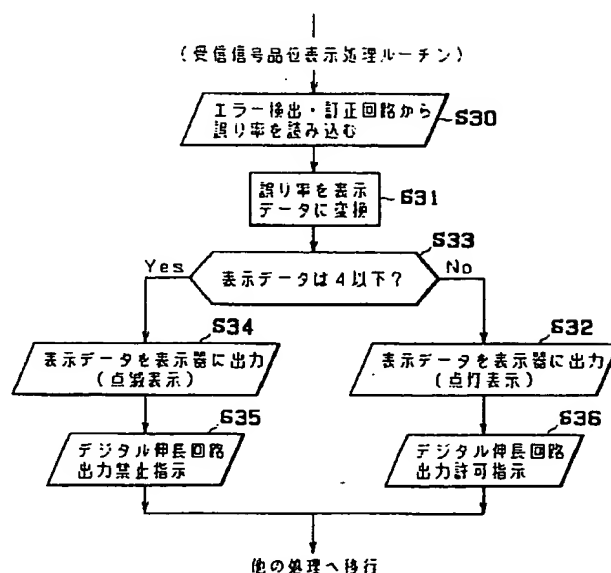 (受信信号品位表示処理ルーチン)
エラー検出・訂正回路から
誤り率を読み込む
S30
誤り率を表示
データに変換
S31
表示データは4以下?
S33
Yes
No
表示データを表示器に出力
(点滅表示)
S34
表示データを表示器に出力
(点灯表示)
S32
デジタル伸長回路
出力禁止指示
S35
デジタル伸長回路
出力許可指示
S36
他の処理へ移行